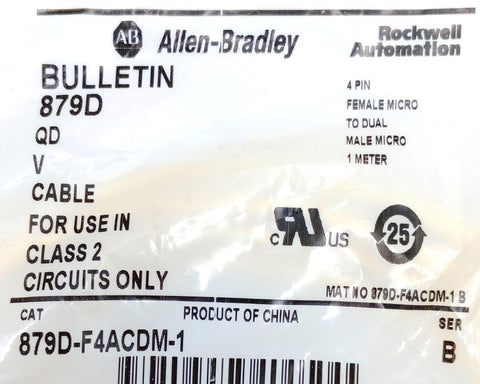 AB Allen-Bradley
Rockwell
Automation
BULLETIN
879D
QD
V
CABLE
FOR USE IN
CLASS 2
CIRCUITS ONLY
4 PIN
FEMALE MICRO
TO DUAL
MALE MICRO
1 METER
c UR US
25
MAT NO 879D-F4ACDM-1 B
CAT
PRODUCT OF CHINA
SER
879D-F4ACDM-1
B